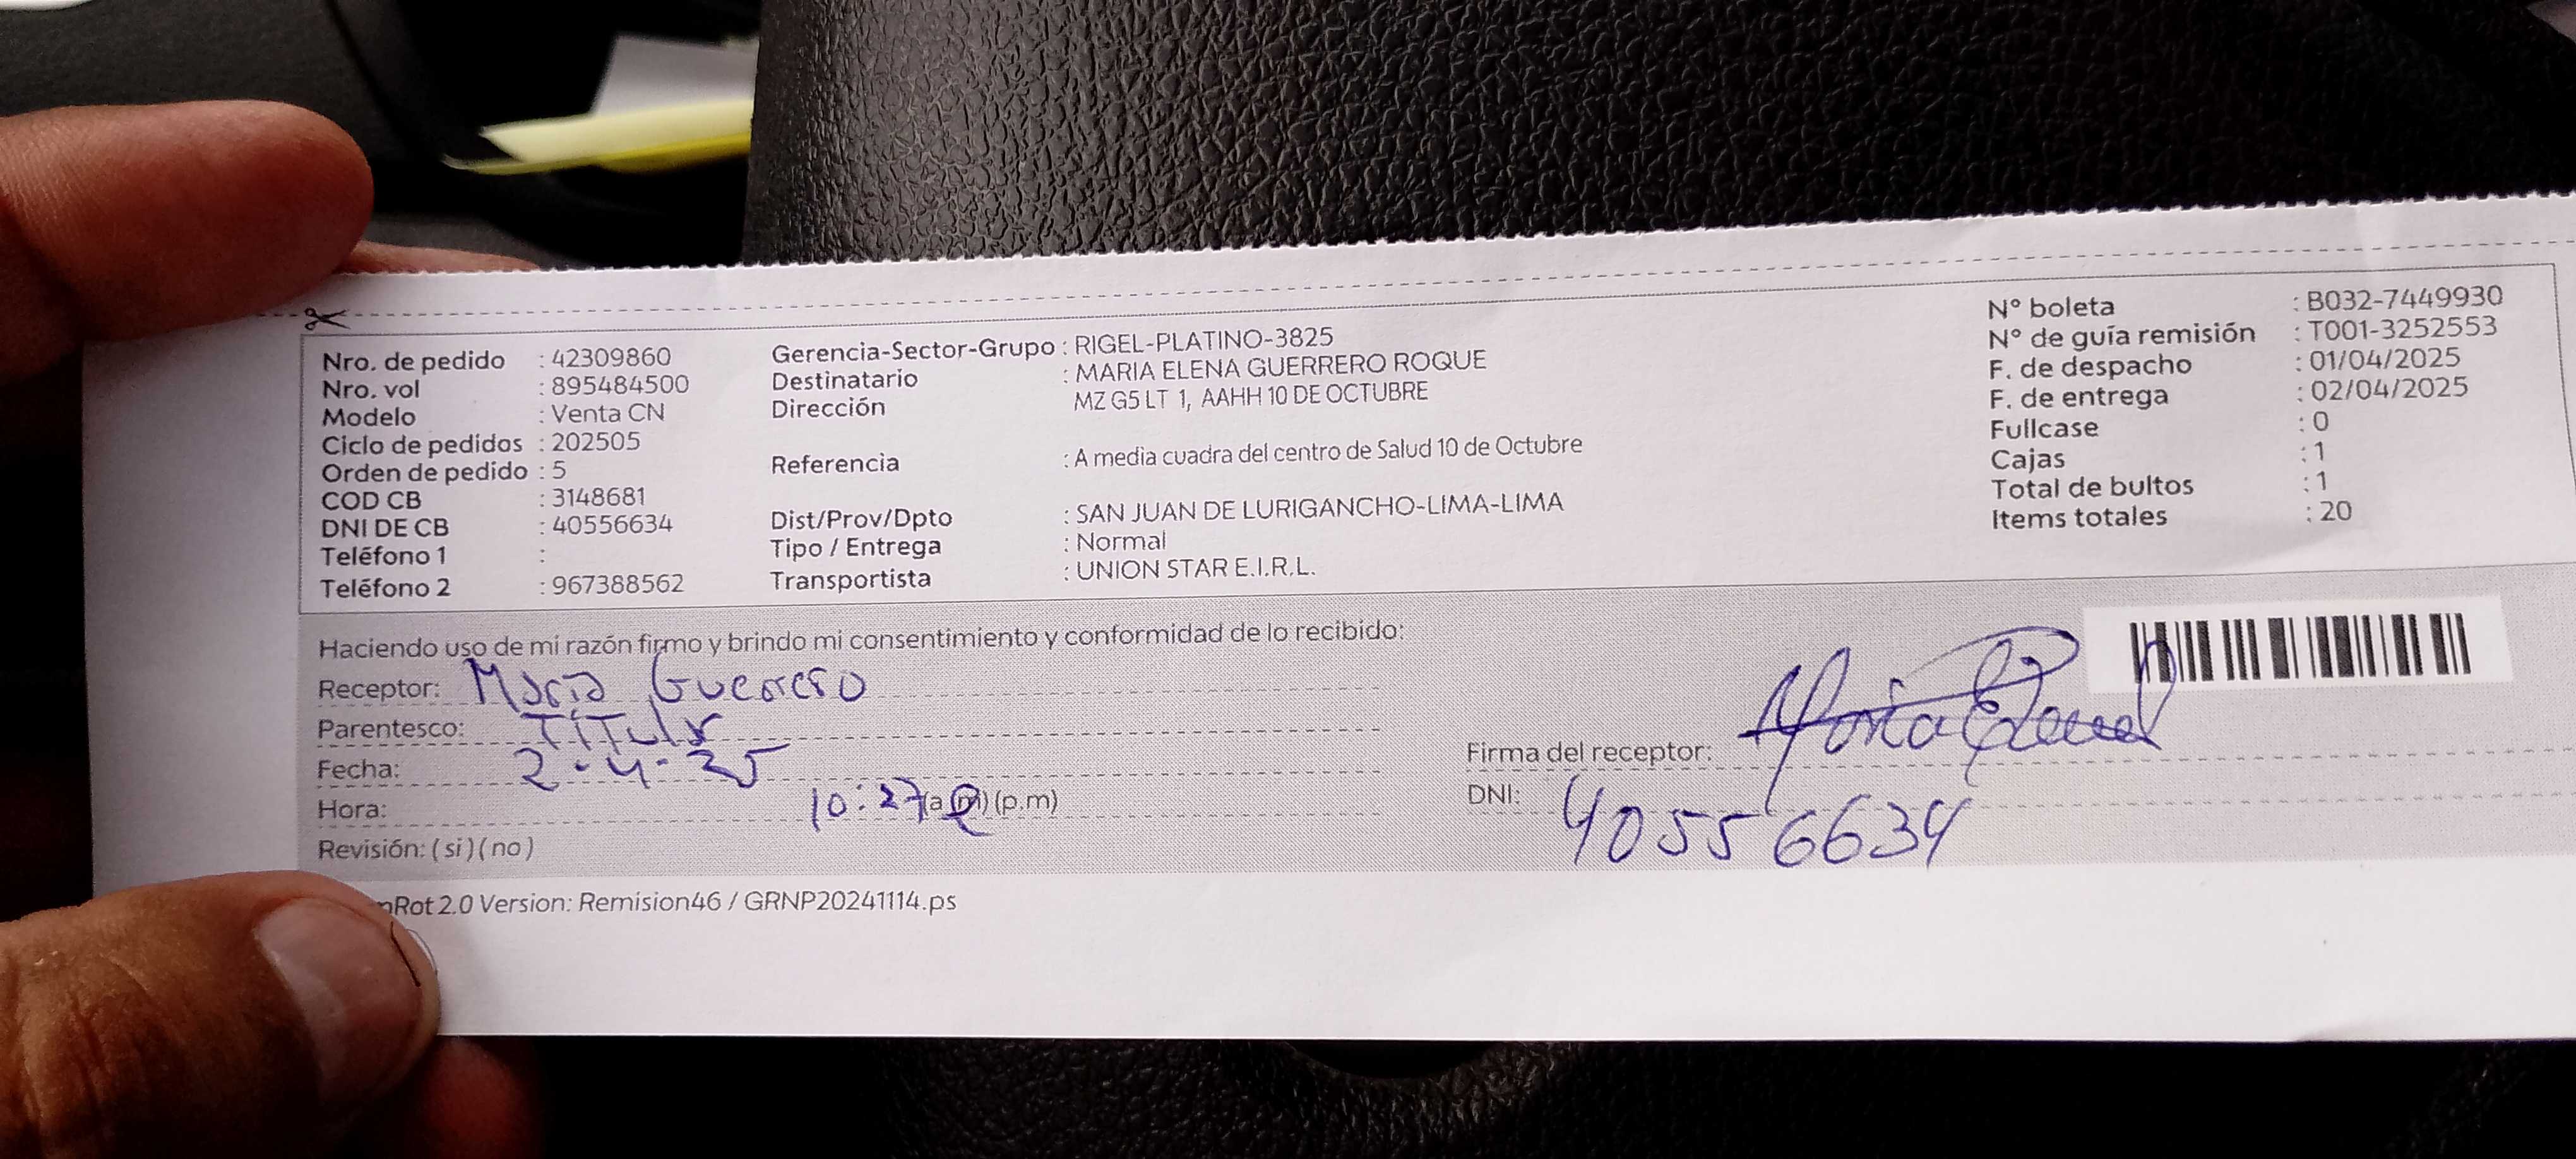 Nro. de pedido : 42309860
Nro. vol : 895484500
Modelo : Venta CN
Ciclo de pedidos : 202505
Orden de pedido : 5
COD CB : 3148681
DNI DE CB : 40556634
Teléfono 1 :
Teléfono 2 : 967388562
Gerencia-Sector-Grupo : RIGEL-PLATINO-3825
Destinatario : MARIA ELENA GUERRERO ROQUE
Dirección MZ G5 LT 1, AAHH 10 DE OCTUBRE
Referencia : A media cuadra del centro de Salud 10 de Octubre
Dist/Prov/Dpto : SAN JUAN DE LURIGANCHO-LIMA-LIMA
Tipo / Entrega : Normal
Transportista : UNION STAR E.I.R.L.
N° boleta : B032-7449930
N° de guía remisión : T001-3252553
F. de despacho : 01/04/2025
F. de entrega : 02/04/2025
Fullcase : 0
Cajas : 1
Total de bultos : 1
Items totales : 20
Haciendo uso de mi razón firmo y brindo mi consentimiento y conformidad de lo recibido:
Receptor: Maria Guerrero
Parentesco: Titular
Fecha: 2-4-25
Hora: 10:27 (a.m) (p.m)
Revisión: (si) (no)
Firma del receptor:
DNI: 40556634
Rot 2.0 Version: Remision46 / GRNP20241114.ps